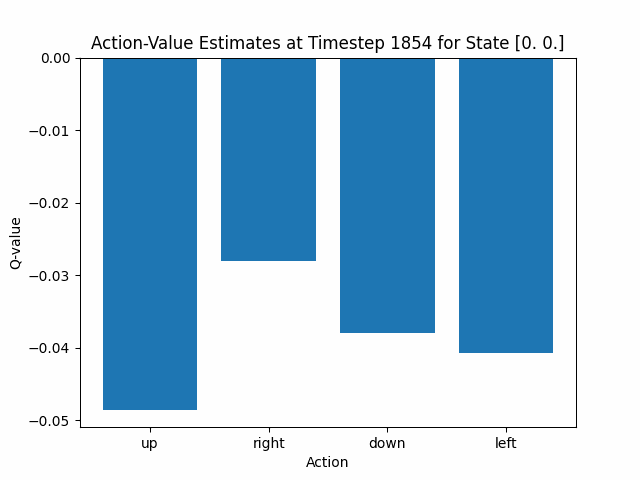 Action-Value Estimates at Timestep 1854 for State [0. 0.]
0.00
−0.01
−0.02
−0.03
−0.04
−0.05
Q-value
up right down left
Action